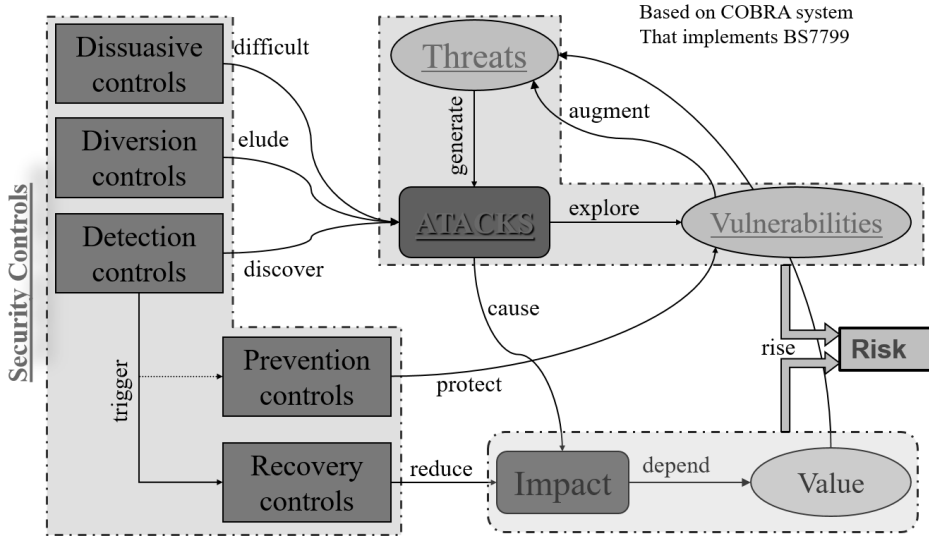 Based on COBRA system
That implements BS7799
Dissuasive
controls
difficult
Threats
augment
Diversion
controls
elude
generate
Security Controls
Detection
controls
discover
ATACKS
explore
Vulnerabilities
cause
rise
Risk
trigger
Prevention
controls
protect
Recovery
controls
reduce
Impact
depend
Value